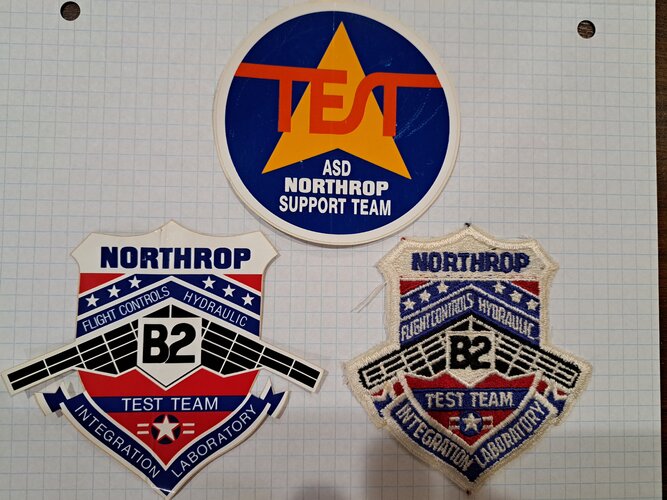 TEST
ASD
NORTHROP
SUPPORT TEAM
NORTHROP
FLIGHT CONTROLS HYDRAULIC
B2
TEST TEAM
INTEGRATION LABORATORY
NORTHROP
FLIGHT CONTROLS HYDRAULIC
B2
TEST TEAM
INTEGRATION LABORATORY